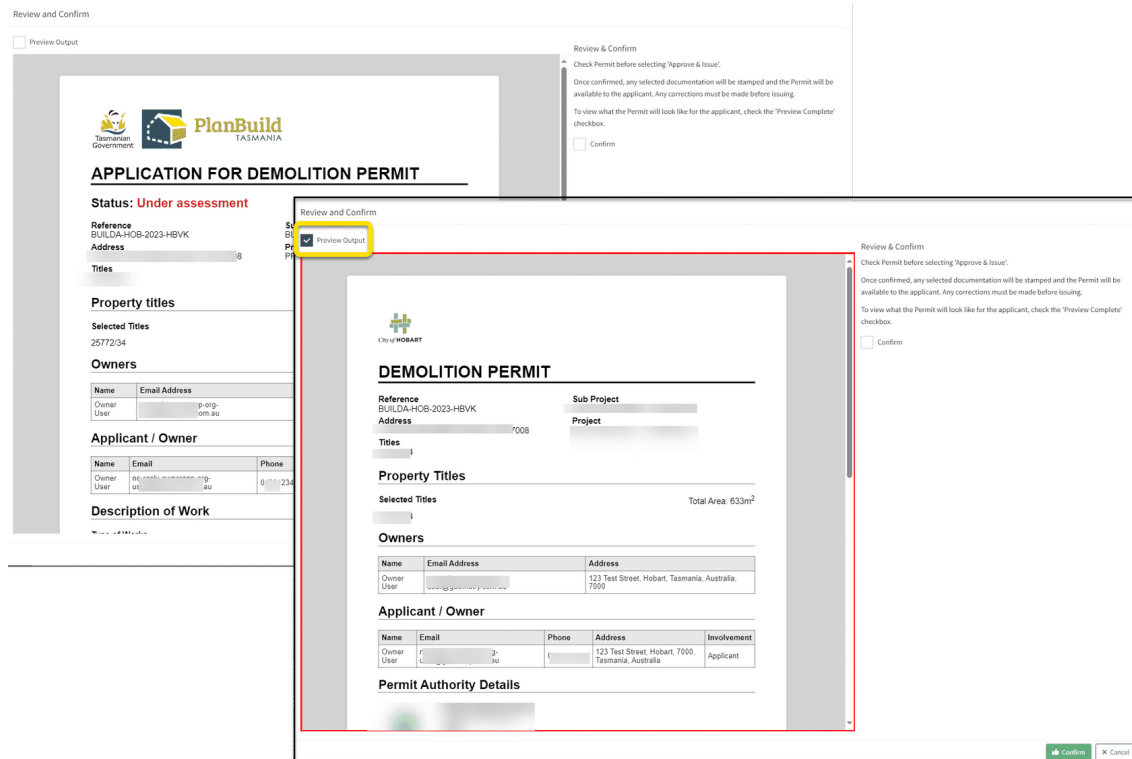 Review and Confirm
Preview Output
Review & Confirm
Check Permit before selecting 'Approve & Issue'.
Once confirmed, any selected documentation will be stamped and the Permit will be
available to the applicant. Any corrections must be made before issuing.
To view what the Permit will look like for the applicant, check the 'Preview Complete'
checkbox.
Confirm
Tasmanian
Government
PlanBuild
TASMANIA
APPLICATION FOR DEMOLITION PERMIT
Status: Under assessment
Reference
BUILDA-HOB-2023-HBVK
Address
8
Titles
Property titles
Selected Titles
25772/34
Owners
Name Email Address
Owner
User
p-org-
om.au
Applicant / Owner
Name Email Phone
Owner
User
au
234
Description of Work
Review and Confirm
Preview Output
Review & Confirm
Check Permit before selecting 'Approve & Issue'.
Once confirmed, any selected documentation will be stamped and the Permit will be
available to the applicant. Any corrections must be made before issuing.
To view what the Permit will look like for the applicant, check the 'Preview Complete'
checkbox.
Confirm
City of HOBART
DEMOLITION PERMIT
Reference Sub Project
BUILDA-HOB-2023-HBVK
Address Project
7008
Titles
Property Titles
Selected Titles Total Area: 633m2
Owners
Name Email Address Address
Owner 123 Test Street, Hobart, Tasmania, Australia,
User 7000
Applicant / Owner
Name Email Phone Address Involvement
Owner 123 Test Street, Hobart, 7000, Applicant
User au Tasmania, Australia
Permit Authority Details
Confirm
Cancel